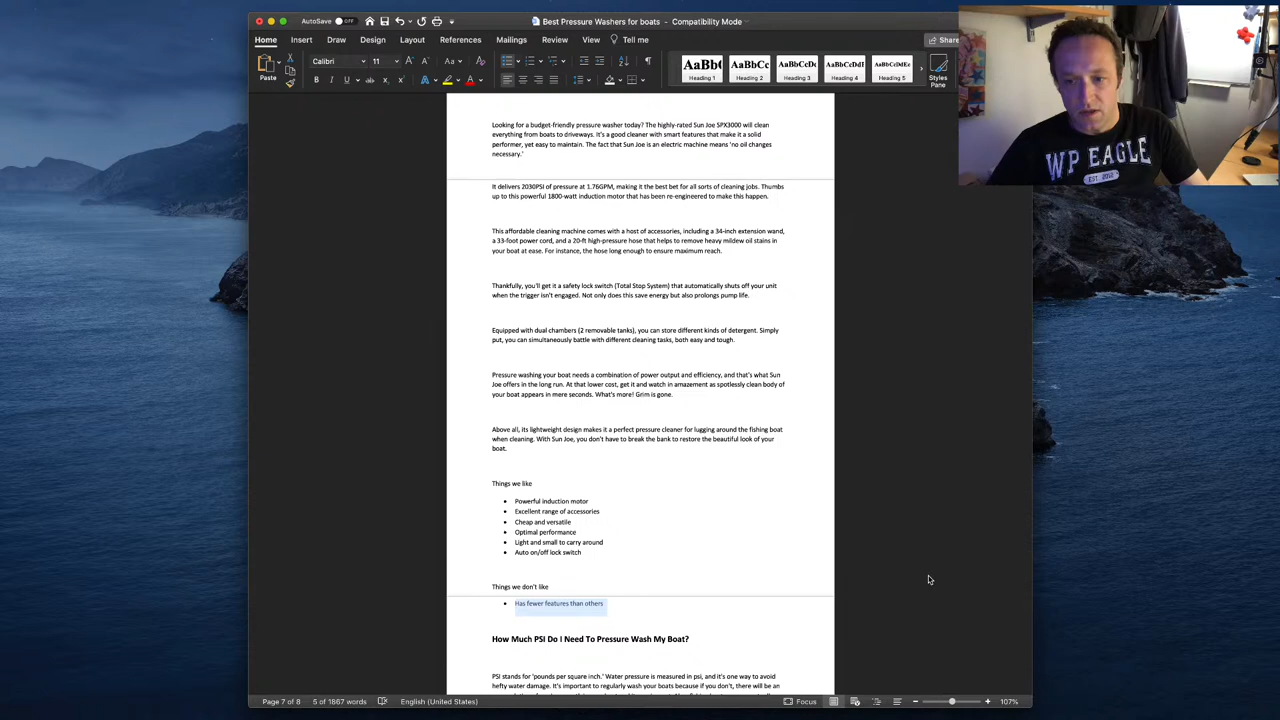 AutoSave OFF
Best Pressure Washers for boats - Compatibility Mode
Home Insert Draw Design Layout References Mailings Review View Tell me Share
Paste Calibri 11 Heading 1 Heading 2 Heading 3 Heading 4 Heading 5 Styles Pane
WP EAGLE
EST. 2012
Looking for a budget-friendly pressure washer today? The highly-rated Sun Joe SPX3000 will clean
everything from boats to driveways. It's a good cleaner with smart features that make it a solid
performer, yet easy to maintain. The fact that Sun Joe is an electric machine means 'no oil changes
necessary.'
It delivers 2030PSI of pressure at 1.76GPM, making it the best bet for all sorts of cleaning jobs. Thumbs
up to this powerful 1800-watt induction motor that has been re-engineered to make this happen.
This affordable cleaning machine comes with a host of accessories, including a 34-inch extension wand,
a 33-foot power cord, and a 20-ft high-pressure hose that helps to remove heavy mildew oil stains in
your boat at ease. For instance, the hose long enough to ensure maximum reach.
Thankfully, you'll get it a safety lock switch (Total Stop System) that automatically shuts off your unit
when the trigger isn't engaged. Not only does this save energy but also prolongs pump life.
Equipped with dual chambers (2 removable tanks), you can store different kinds of detergent. Simply
put, you can simultaneously battle with different cleaning tasks, both easy and tough.
Pressure washing your boat needs a combination of power output and efficiency, and that's what Sun
Joe offers in the long run. At that lower cost, get it and watch in amazement as spotlessly clean body of
your boat appears in mere seconds. What's more! Grim is gone.
Above all, its lightweight design makes it a perfect pressure cleaner for lugging around the fishing boat
when cleaning. With Sun Joe, you don't have to break the bank to restore the beautiful look of your
boat.
Things we like
• Powerful induction motor
• Excellent range of accessories
• Cheap and versatile
• Optimal performance
• Light and small to carry around
• Auto on/off lock switch
Things we don't like
• Has fewer features than others
How Much PSI Do I Need To Pressure Wash My Boat?
PSI stands for 'pounds per square inch.' Water pressure is measured in psi, and it's one way to avoid
hefty water damage. It's important to regularly wash your boats because if you don't, there will be an
Page 7 of 8 5 of 1867 words English (United States) Focus 107%